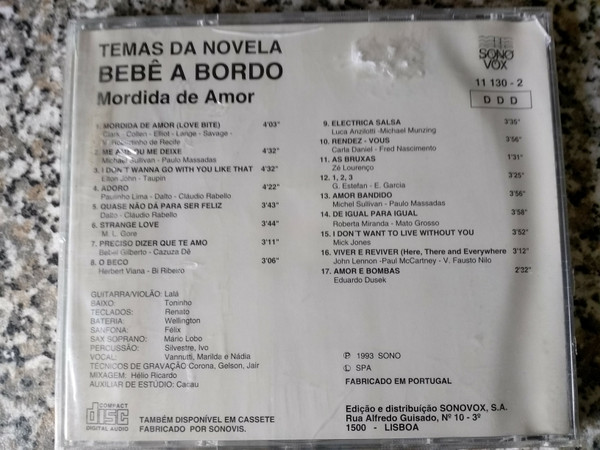 TEMAS DA NOVELA
BEBÊ A BORDO
Mordida de Amor
SONO
VOX
11 130 - 2
D D D
1. MORDIDA DE AMOR (LOVE BITE) 4'03"
Clark - Collen - Elliot - Lange - Savage -
V. Robertinho de Recife
2. ME AMA OU ME DEIXE 4'32"
Michael Sullivan - Paulo Massadas
3. I DON'T WANNA GO WITH YOU LIKE THAT 4'32"
Elton John - Taupin
4. ADORO 4'22"
Paulinho Lima - Dalto - Cláudio Rabello
5. QUASE NÃO DÁ PARA SER FELIZ 3'43"
Dalto - Cláudio Rabello
6. STRANGE LOVE 3'44"
M. L. Gore
7. PRECISO DIZER QUE TE AMO 3'11"
Bebel Gilberto - Cazuza Dê
8. O BECO 3'06"
Herbert Viana - Bi Ribeiro
9. ELECTRICA SALSA 3'35"
Luca Anzilotti - Michael Munzing
10. RENDEZ - VOUS 3'56"
Carla Daniel - Fred Nascimento
11. AS BRUXAS 1'31"
Zé Lourenço
12. 1, 2, 3 3'25"
G. Estefan - E. Garcia
13. AMOR BANDIDO 3'56"
Michel Sullivan - Paulo Massadas
14. DE IGUAL PARA IGUAL 3'58"
Roberta Miranda - Mato Grosso
15. I DON'T WANT TO LIVE WITHOUT YOU 3'52"
Mick Jones
16. VIVER E REVIVER (Here, There and Everywhere 3'12"
John Lennon - Paul McCartney - V. Fausto Nilo
17. AMOR E BOMBAS 2'32"
Eduardo Dusek
GUITARRA/VIOLÃO: Lalá
BAIXO: Toninho
TECLADOS: Renato
BATERIA: Wellington
SANFONA: Félix
SAX SOPRANO: Mário Lobo
PERCUSSÃO: Silvestre, Ivo
VOCAL: Vannutti, Marilda e Nádia
TÉCNICOS DE GRAVAÇÃO Corona, Gelson, Jair
MIXAGEM: Hélio Ricardo
AUXILIAR DE ESTÚDIO: Cacau
Ⓟ 1993 SONO
Ⓛ SPA
FABRICADO EM PORTUGAL
COMPACT
disc
DIGITAL AUDIO
TAMBÉM DISPONÍVEL EM CASSETE
FABRICADO POR SONOVIS.
Edição e distribuição SONOVOX, S.A.
Rua Alfredo Guisado, Nº 10 - 3º
1500 - LISBOA